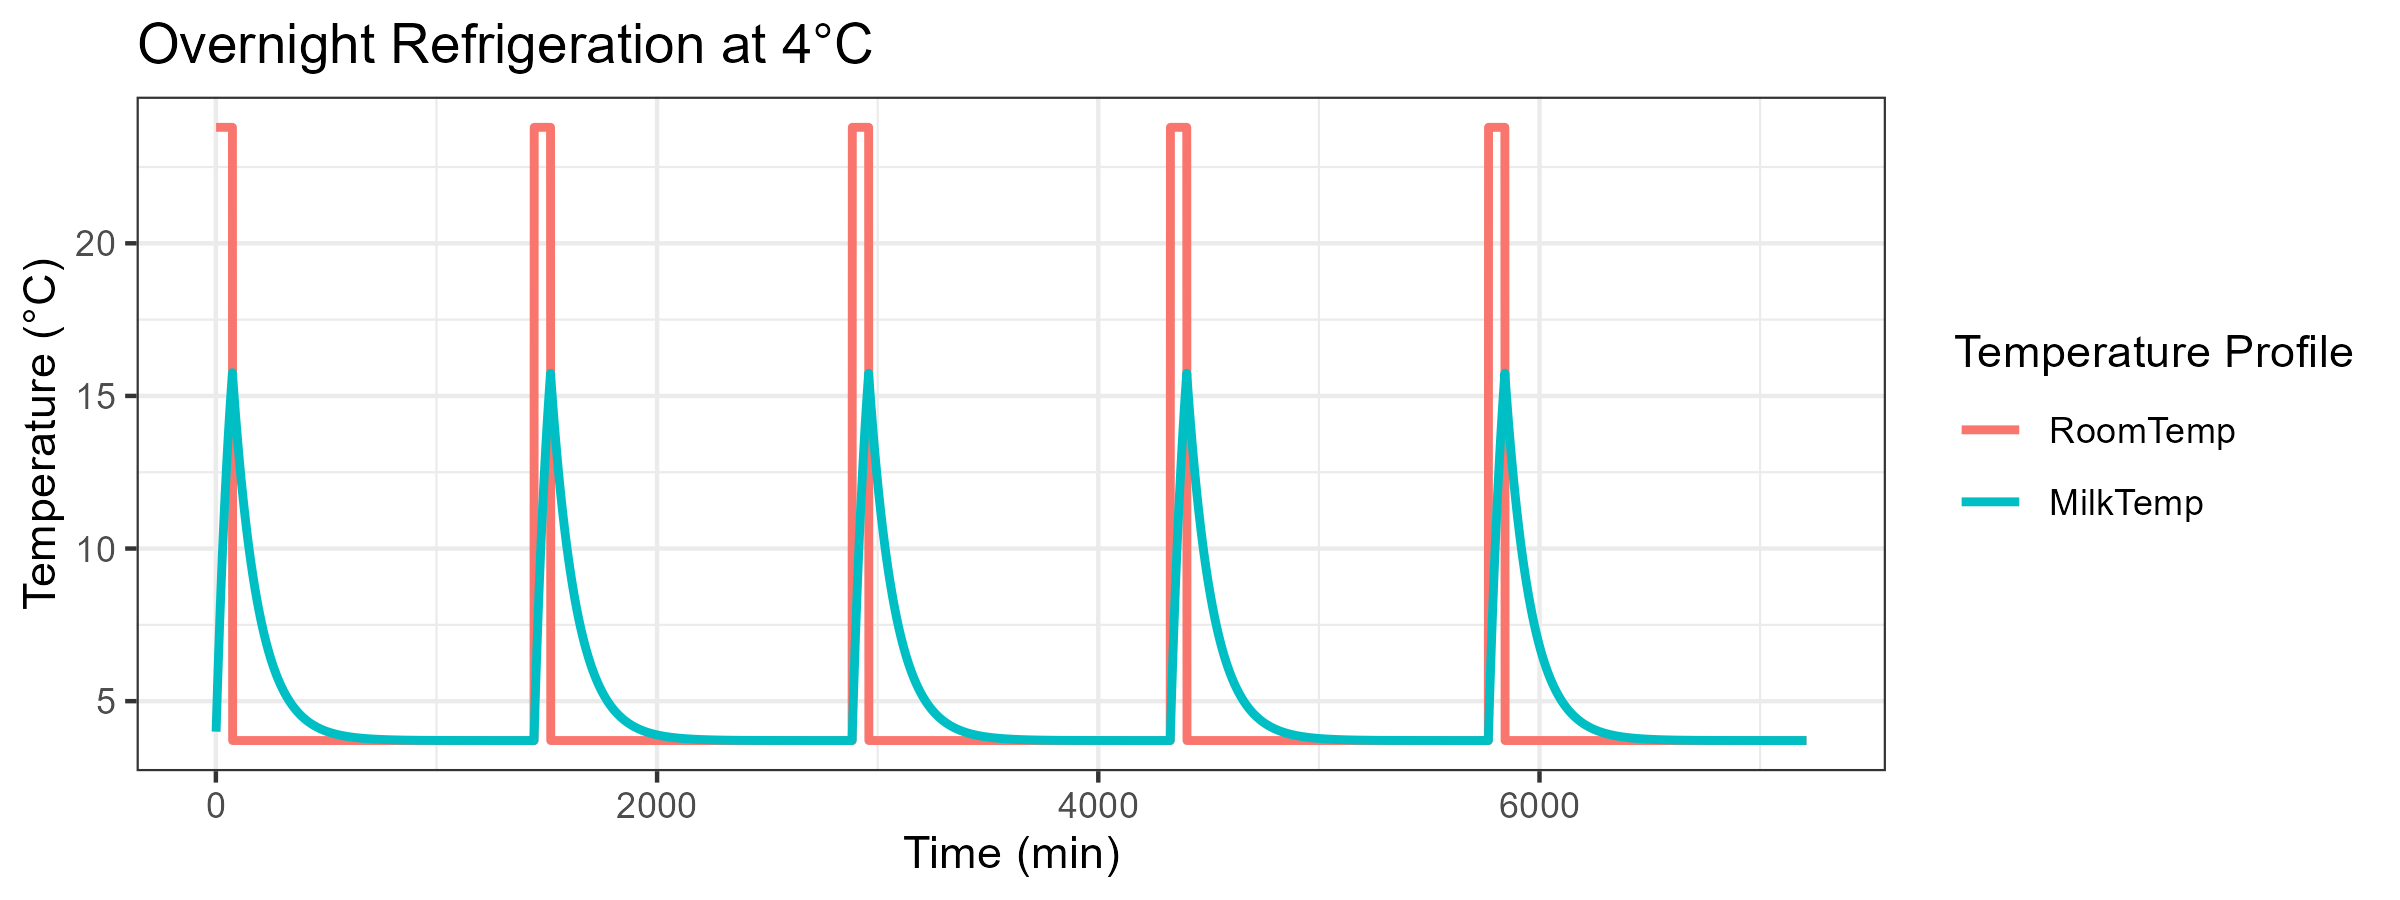 Overnight Refrigeration at 4°C
Temperature (°C)
20
15
10
5
0 2000 4000 6000
Time (min)
Temperature Profile
RoomTemp
MilkTemp